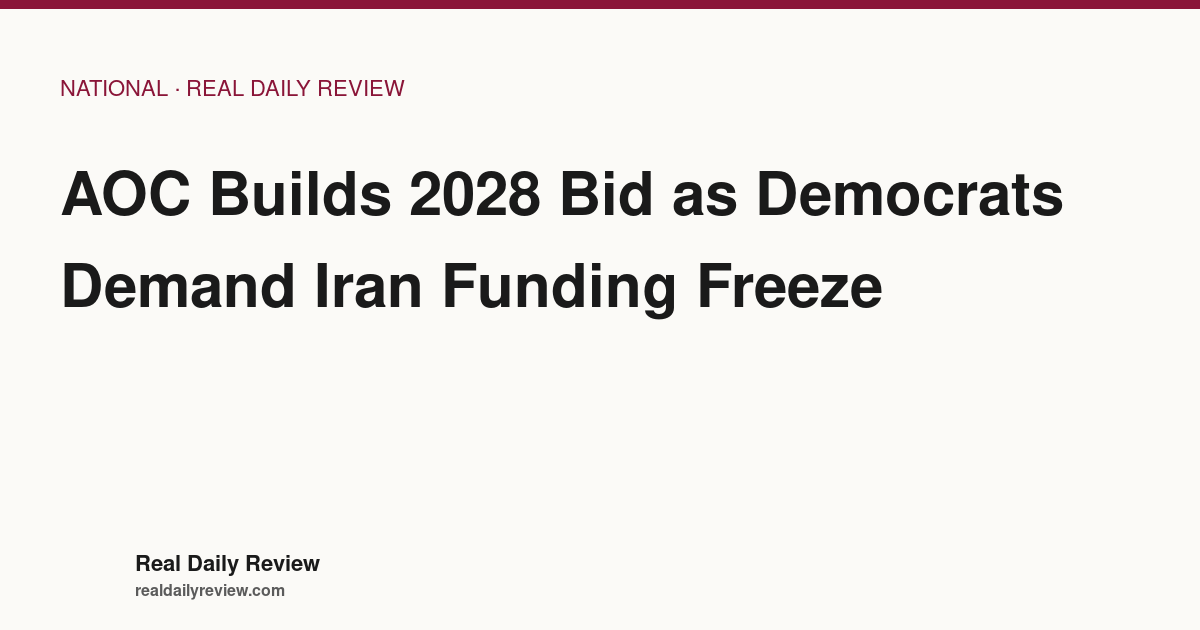 NATIONAL · REAL DAILY REVIEW
AOC Builds 2028 Bid as Democrats
Demand Iran Funding Freeze
Real Daily Review
realdailyreview.com